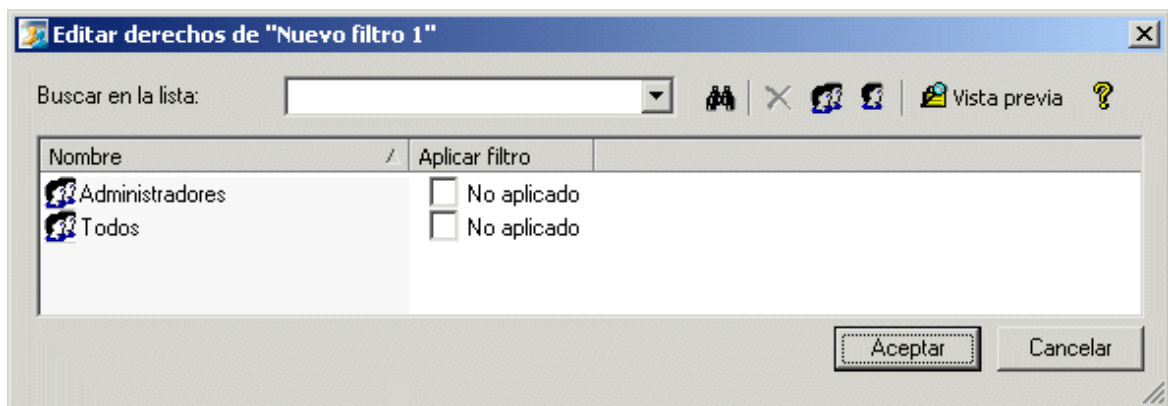 Editar derechos de "Nuevo filtro 1"
Buscar en la lista: Vista previa
Nombre Aplicar filtro
Administradores No aplicado
Todos No aplicado
Aceptar Cancelar